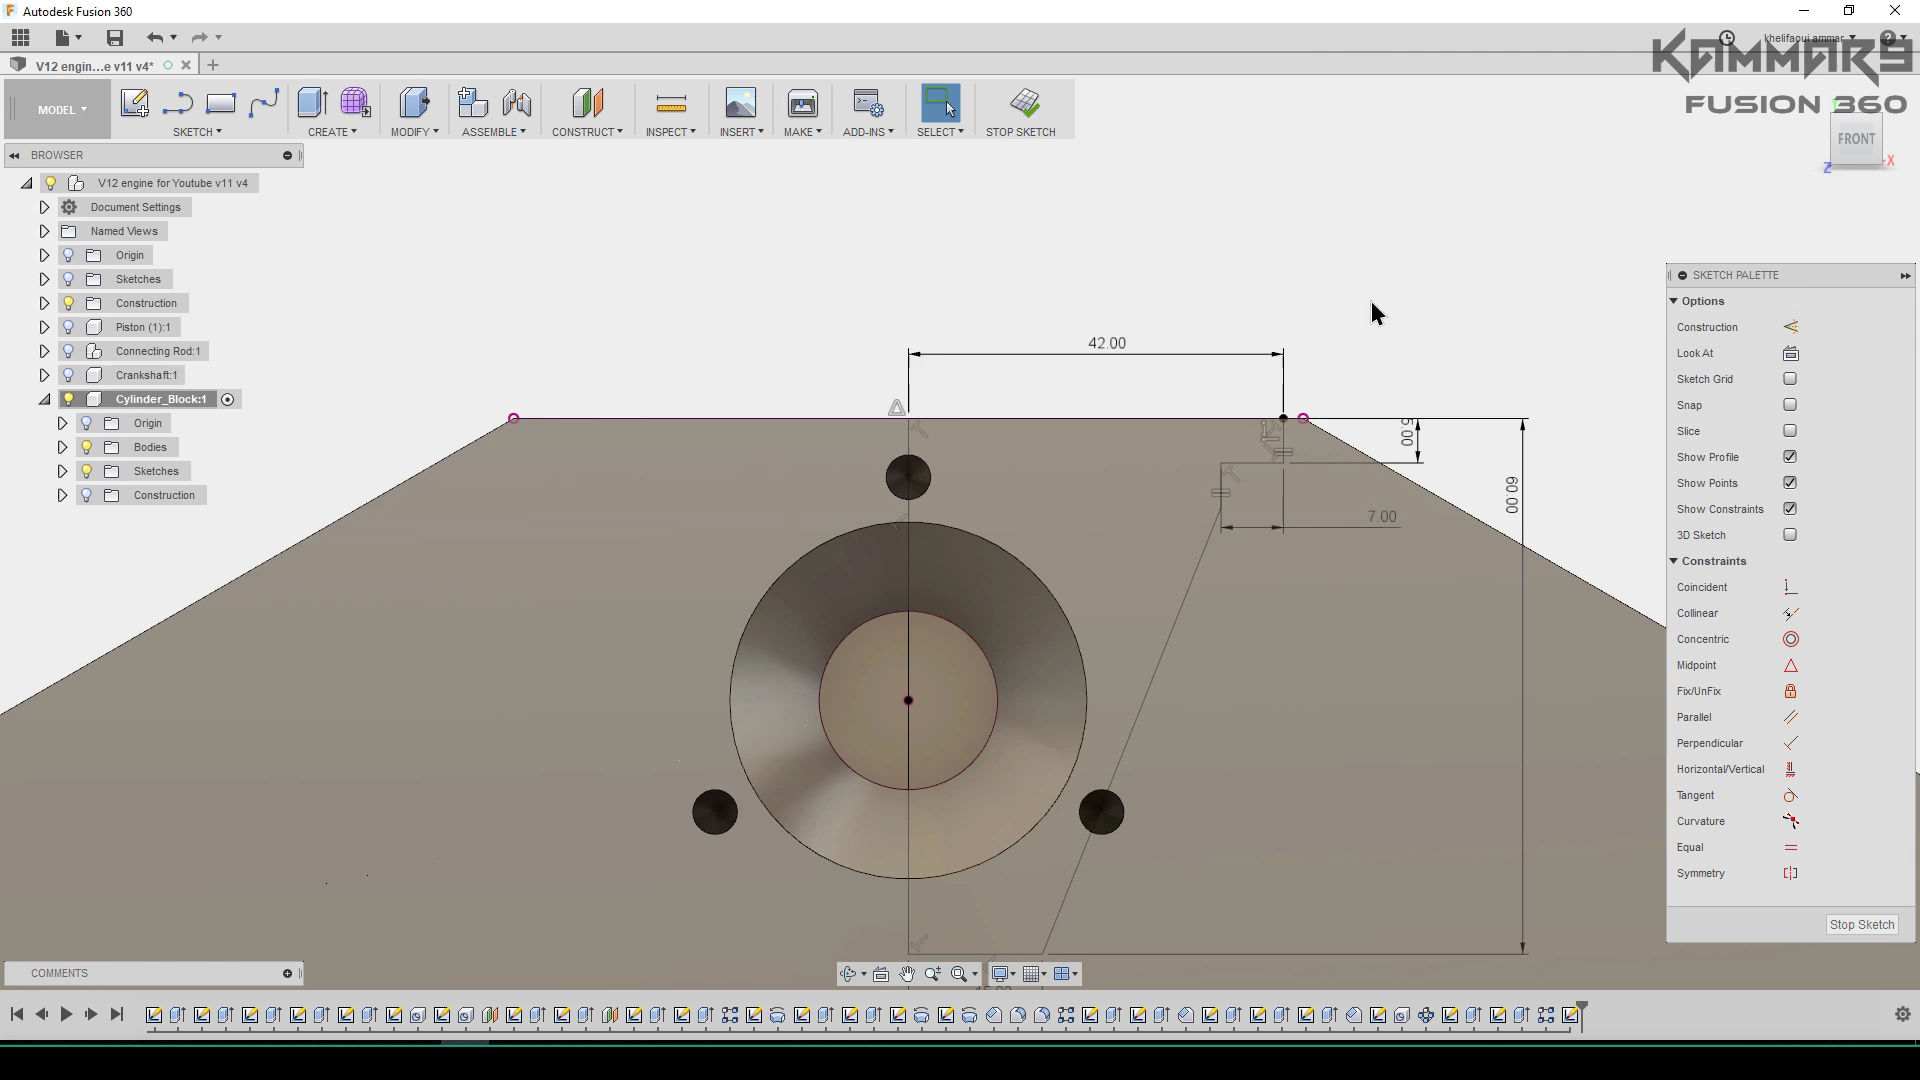 Autodesk Fusion 360
khelifaoui ammar
KAMMAR9
FUSION 360
V12 engin...e v11 v4*
MODEL
SKETCH
CREATE
MODIFY
ASSEMBLE
CONSTRUCT
INSPECT
INSERT
MAKE
ADD-INS
SELECT
STOP SKETCH
FRONT
Y
X
Z
BROWSER
V12 engine for Youtube v11 v4
Document Settings
Named Views
Origin
Sketches
Construction
Piston (1):1
Connecting Rod:1
Crankshaft:1
Cylinder_Block:1
Origin
Bodies
Sketches
Construction
42.00
5.00
60.00
7.00
SKETCH PALETTE
Options
Construction
Look At
Sketch Grid
Snap
Slice
Show Profile
Show Points
Show Constraints
3D Sketch
Constraints
Coincident
Collinear
Concentric
Midpoint
Fix/UnFix
Parallel
Perpendicular
Horizontal/Vertical
Tangent
Curvature
Equal
Symmetry
Stop Sketch
COMMENTS